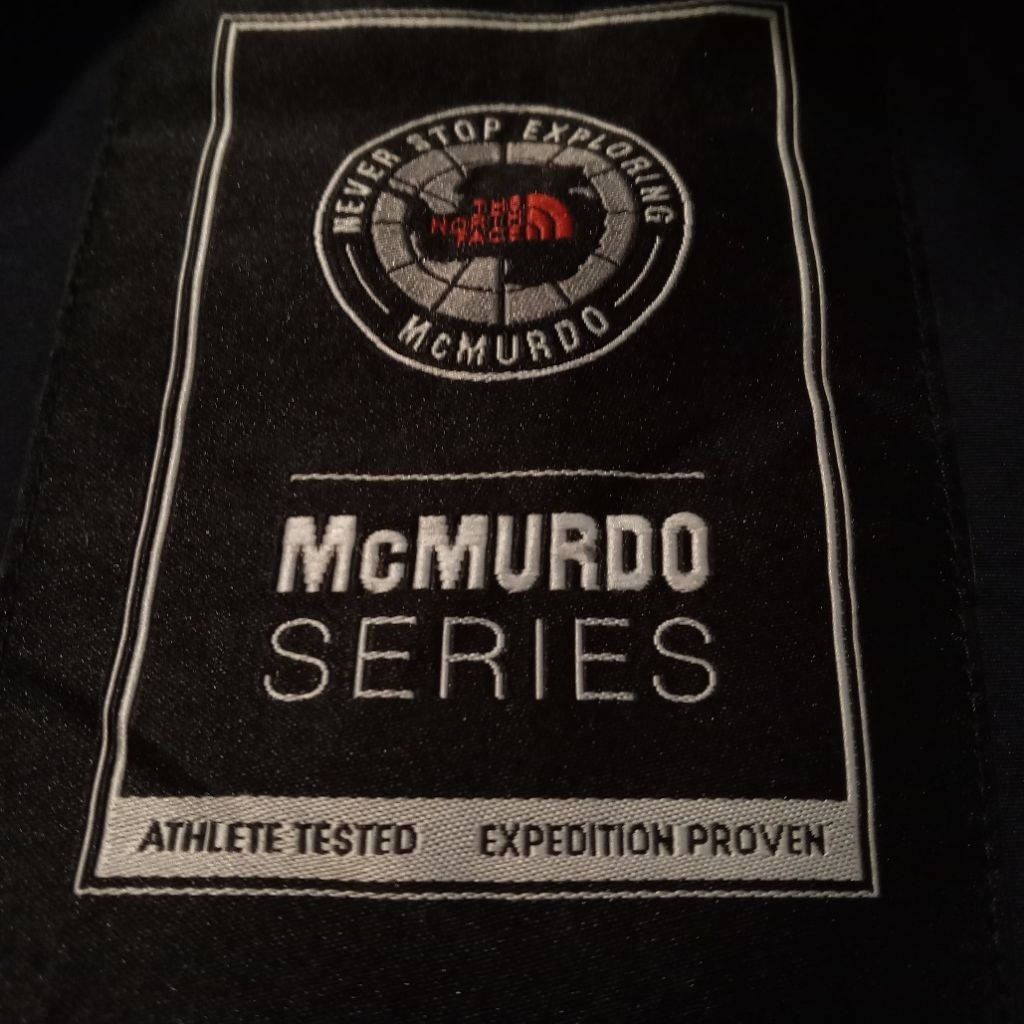 NEVER STOP EXPLORING
THE
NORTH
FACE
McMURDO
McMURDO
SERIES
ATHLETE TESTED EXPEDITION PROVEN